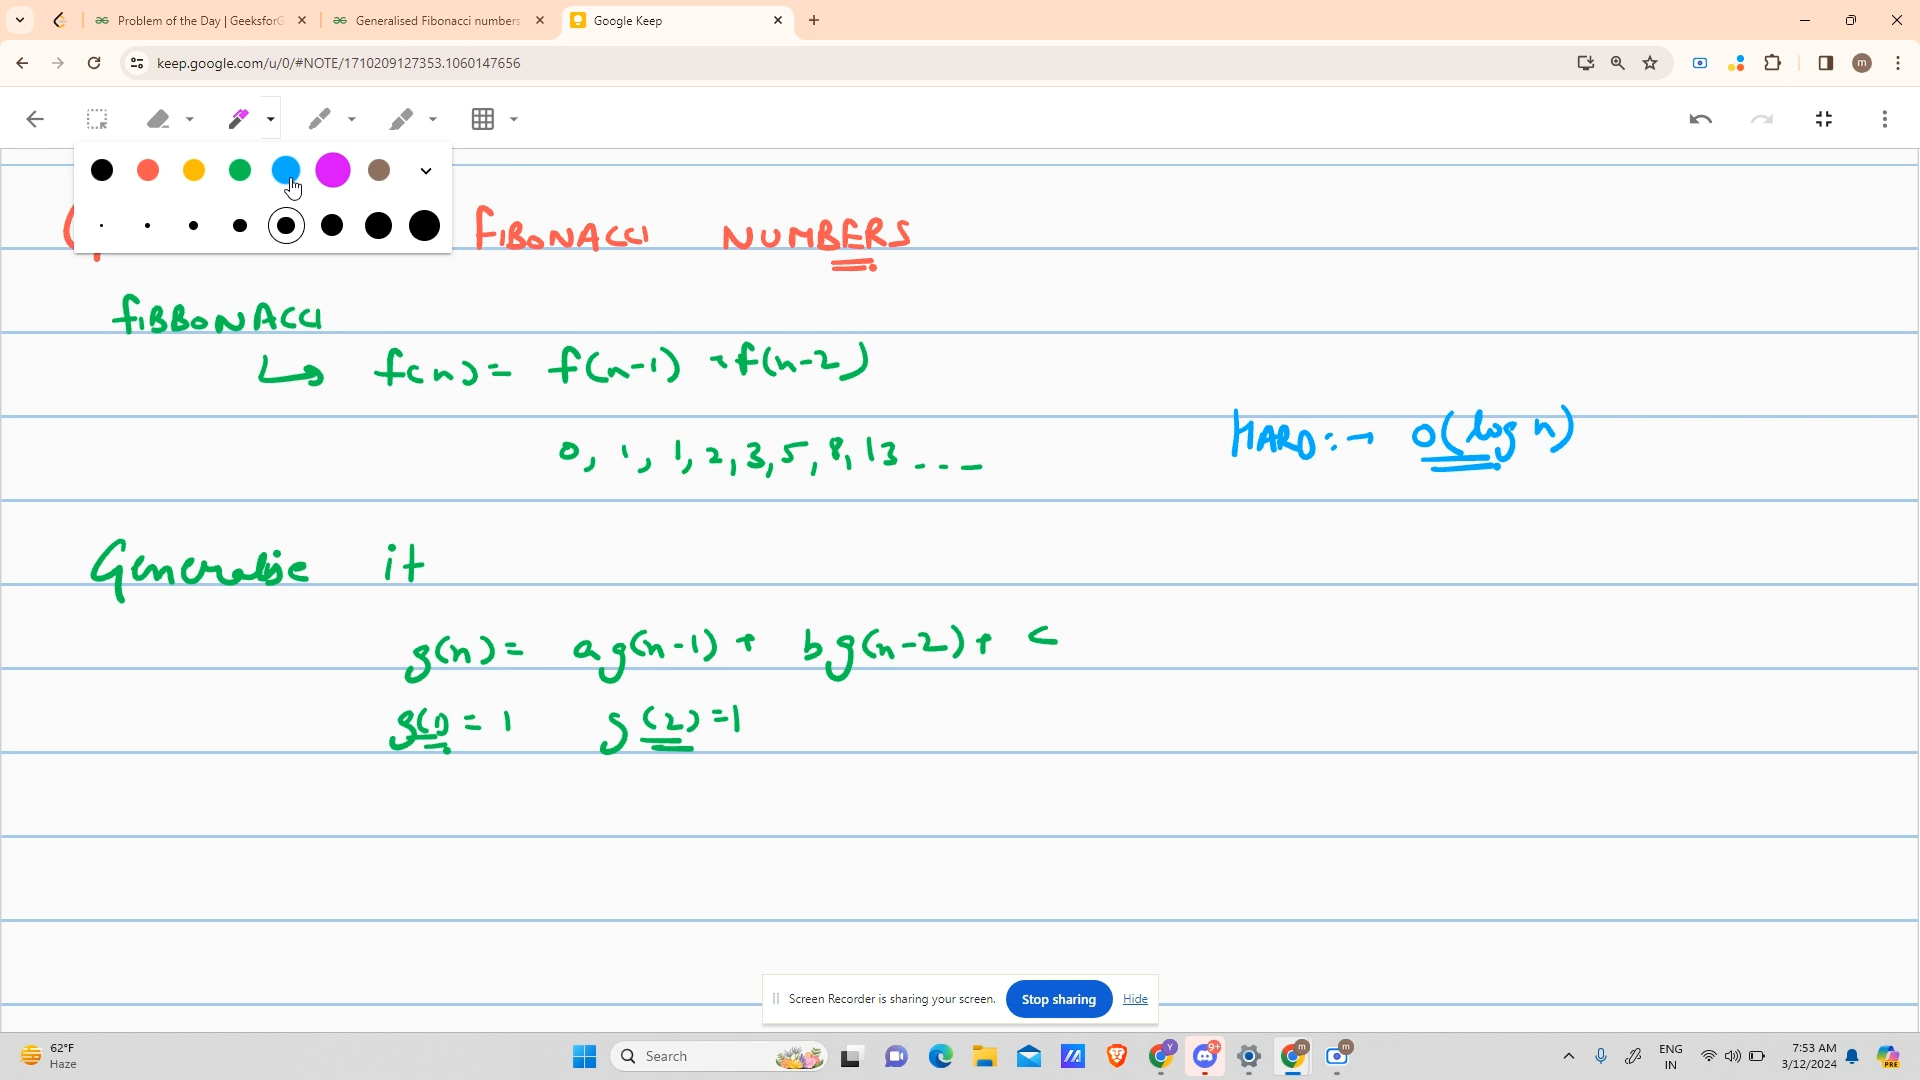 Problem of the Day | GeeksforG
Generalised Fibonacci numbers
Google Keep
keep.google.com/u/0/#NOTE/1710209127353.1060147656
FIBONACCI NUMBERS
FIBBONACCI
↳ f(n) = f(n-1) + f(n-2)
0, 1, 1, 2, 3, 5, 8, 13 ...
HARD :→ O(log n)
Generalise it
g(n) = a g(n-1) + b g(n-2) + c
g(1) = 1 g(2) = 1
Screen Recorder is sharing your screen.
Stop sharing
Hide
62°F
Haze
Search
ENG
IN
7:53 AM
3/12/2024